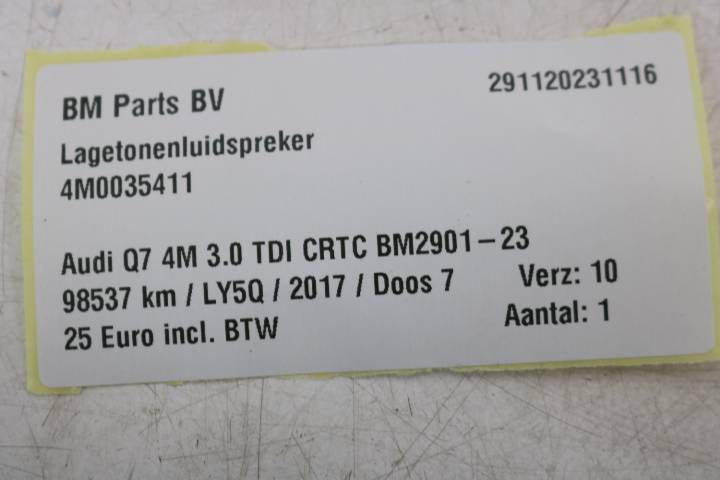 BM Parts BV 291120231116
Lagetonenluidspreker
4M0035411
Audi Q7 4M 3.0 TDI CRTC BM2901-23
98537 km / LY5Q / 2017 / Doos 7 Verz: 10
25 Euro incl. BTW Aantal: 1